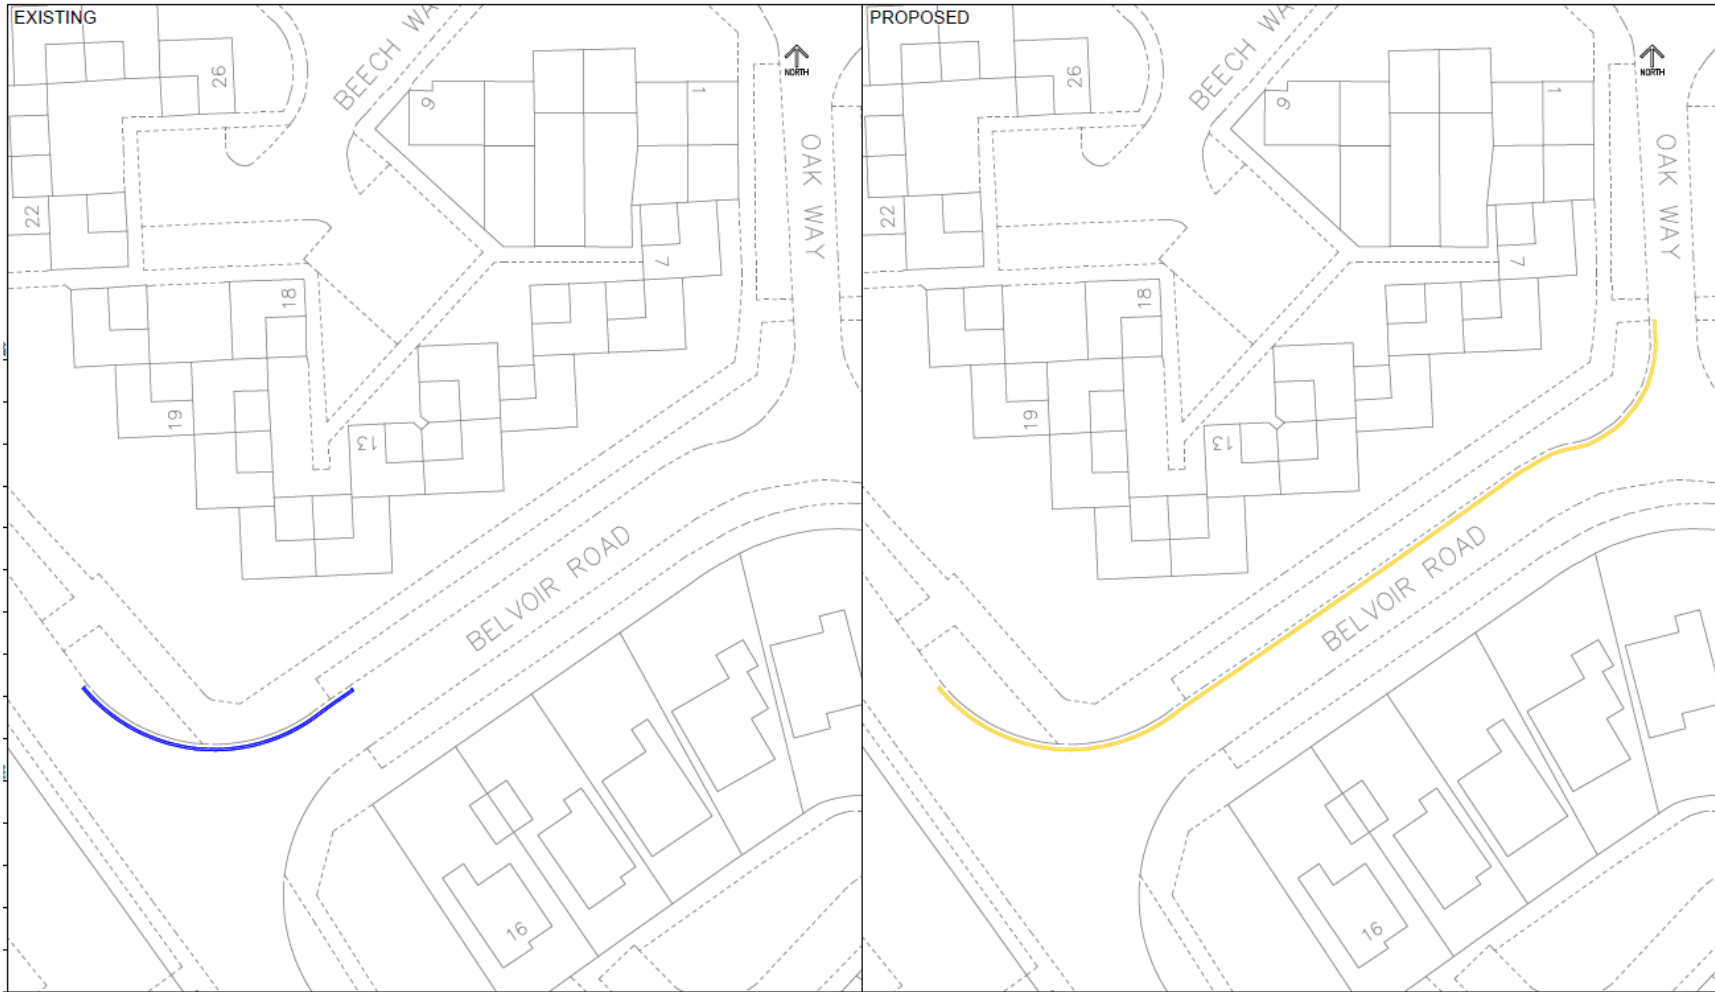 EXISTING
BEECH WA
NORTH
26
9
1
OAK WAY
22
7
18
19
13
BELVOIR ROAD
16
PROPOSED
BEECH WA
NORTH
26
9
1
OAK WAY
22
7
18
19
13
BELVOIR ROAD
16